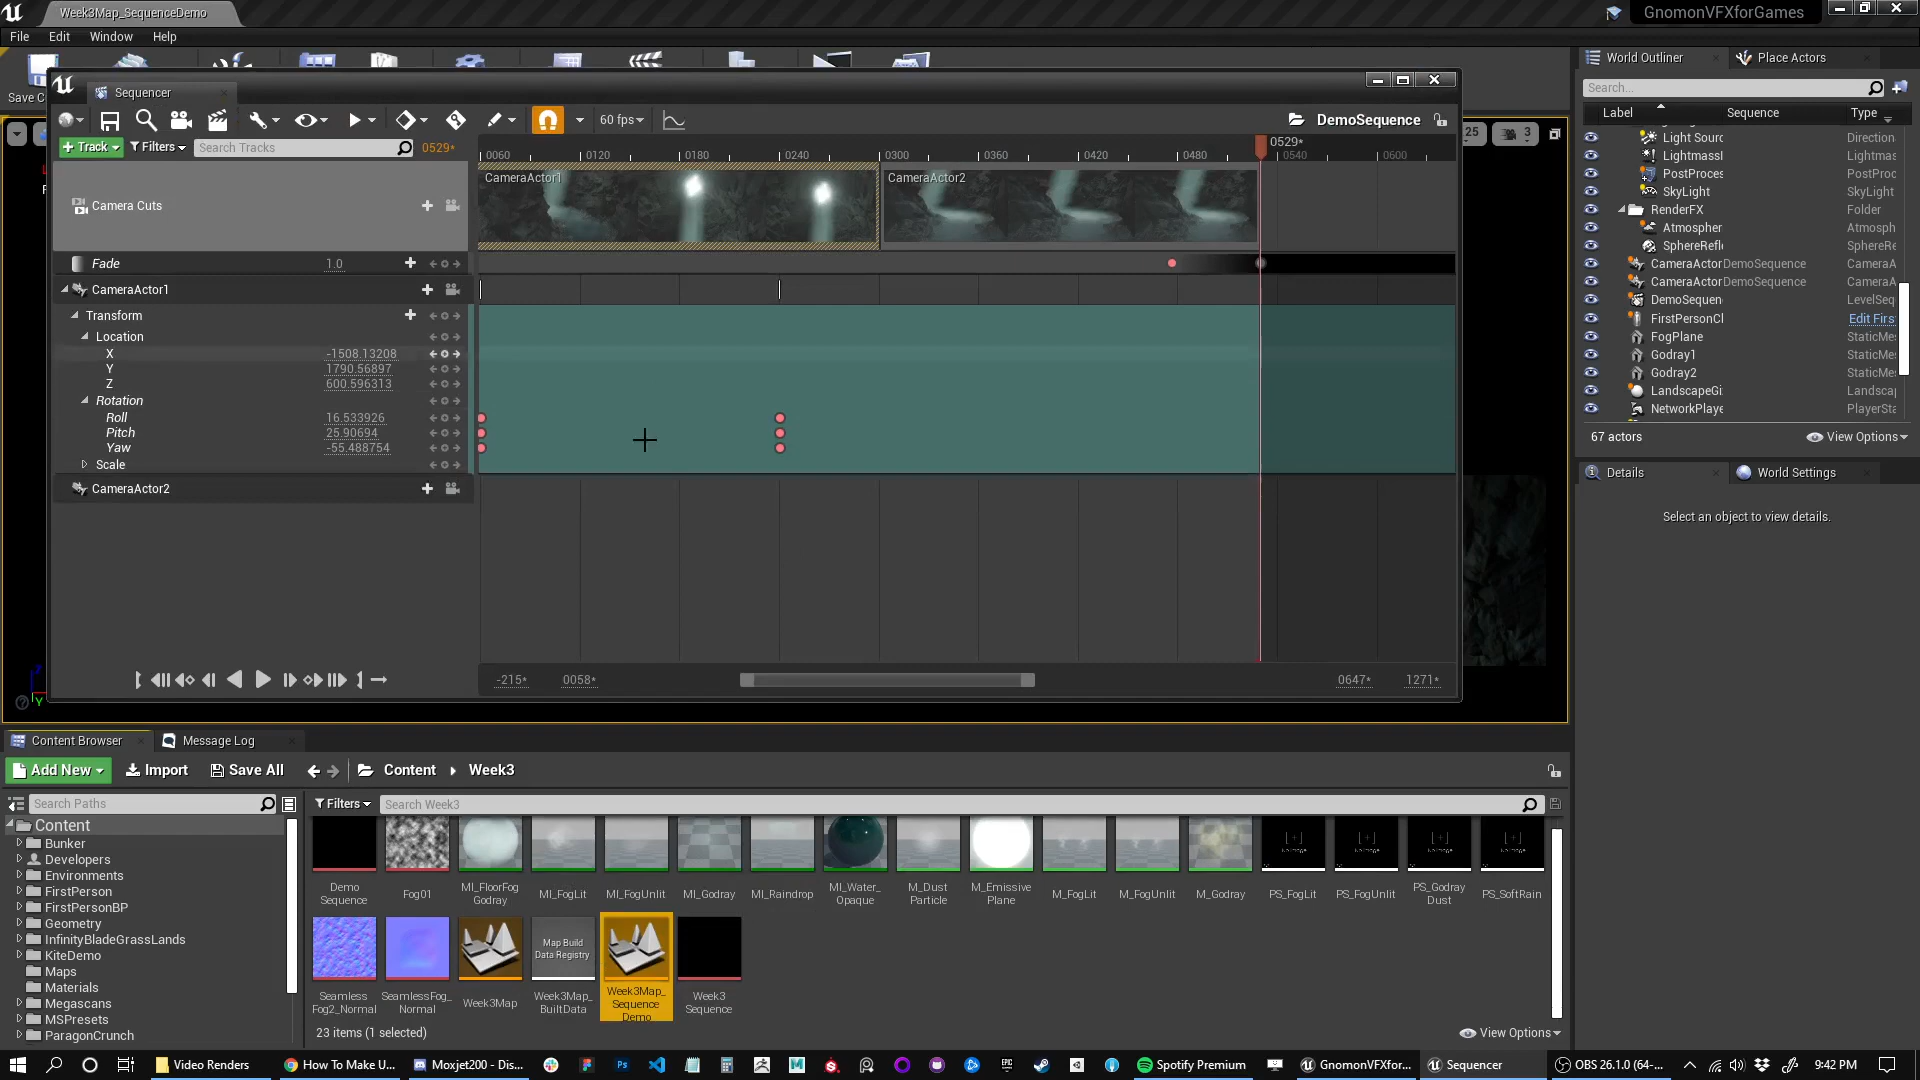 Week3Map_SequenceDemo
GnomonVFXforGames
File Edit Window Help
Save C
Sequencer
60 fps
DemoSequence
+ Track Filters Search Tracks 0529*
0060 0120 0180 0240 0300 0360 0420 0480 0529* 0540 0600
Camera Cuts
CameraActor1 CameraActor2
Fade 1.0
CameraActor1
Transform
Location
X -1508.13208
Y 1790.56897
Z 600.596313
Rotation
Roll 16.533926
Pitch 25.90694
Yaw -55.488754
Scale
CameraActor2
-215* 0058* 0647* 1271*
25 3
World Outliner Place Actors
Search...
Label Sequence Type
Light Sourc Direction
LightmassI Lightmas
PostProces PostProc
SkyLight SkyLight
RenderFX Folder
Atmospher Atmosph
SphereRefle SphereRe
CameraActor DemoSequence CameraA
CameraActor DemoSequence CameraA
DemoSequen LevelSeq
FirstPersonCl Edit Firs
FogPlane StaticMe
Godray1 StaticMe
Godray2 StaticMe
LandscapeGi Landscap
NetworkPlaye PlayerSta
67 actors View Options
Details World Settings
Select an object to view details.
Content Browser Message Log
Add New Import Save All Content Week3
Search Paths
Filters Search Week3
Content
Bunker
Developers
Environments
FirstPerson
FirstPersonBP
Geometry
InfinityBladeGrassLands
KiteDemo
Maps
Materials
Megascans
MSPresets
ParagonCrunch
Demo Sequence
Fog01
MI_FloorFog Godray
MI_FogLit
MI_FogUnlit
MI_Godray
MI_Raindrop
MI_Water_ Opaque
M_Dust Particle
M_Emissive Plane
M_FogLit
M_FogUnlit
M_Godray
PS_FogLit
PS_FogUnlit
PS_Godray Dust
PS_SoftRain
Seamless Fog2_Normal
SeamlessFog_ Normal
Week3Map
Map Build Data Registry
Week3Map_ BuiltData
Week3Map_ Sequence Demo
Week3 Sequence
23 items (1 selected)
View Options
Video Renders How To Make U... Moxjet200 - Dis... Spotify Premium GnomonVFXfor... Sequencer OBS 26.1.0 (64-... 9:42 PM